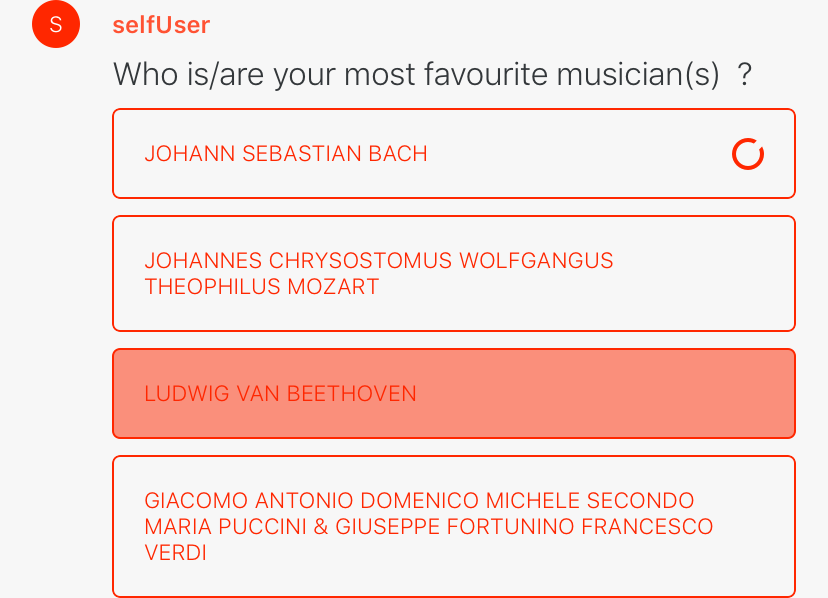 S
selfUser
Who is/are your most favourite musician(s)  ?
JOHANN SEBASTIAN BACH
JOHANNES CHRYSOSTOMUS WOLFGANGUS
THEOPHILUS MOZART
LUDWIG VAN BEETHOVEN
GIACOMO ANTONIO DOMENICO MICHELE SECONDO
MARIA PUCCINI & GIUSEPPE FORTUNINO FRANCESCO
VERDI